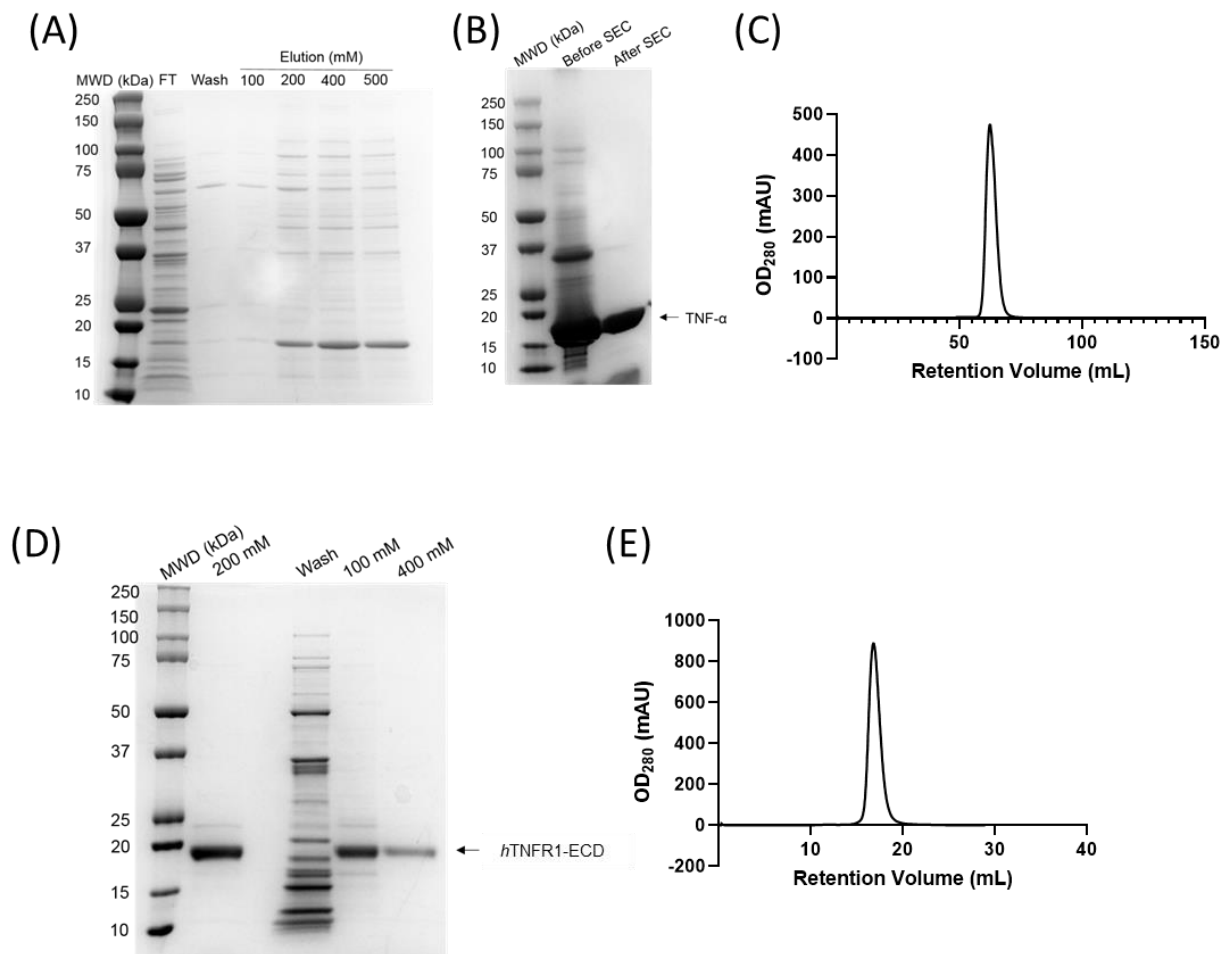 (A)
Elution (mM)
MWD (kDa) FT Wash 100 200 400 500
250
150
100
75
50
37
25
20
15
10
(B)
MWD (kDa)
Before SEC
After SEC
250
150
100
75
50
37
25
20
15
10
← TNF-α
(C)
500
400
300
200
100
0
-100
50 100 150
OD280 (mAU)
Retention Volume (mL)
(D)
MWD (kDa)
200 mM
Wash
100 mM
400 mM
250
150
100
75
50
37
25
20
15
10
← hTNFR1-ECD
(E)
1000
800
600
400
200
0
-200
10 20 30 40
OD280 (mAU)
Retention Volume (mL)